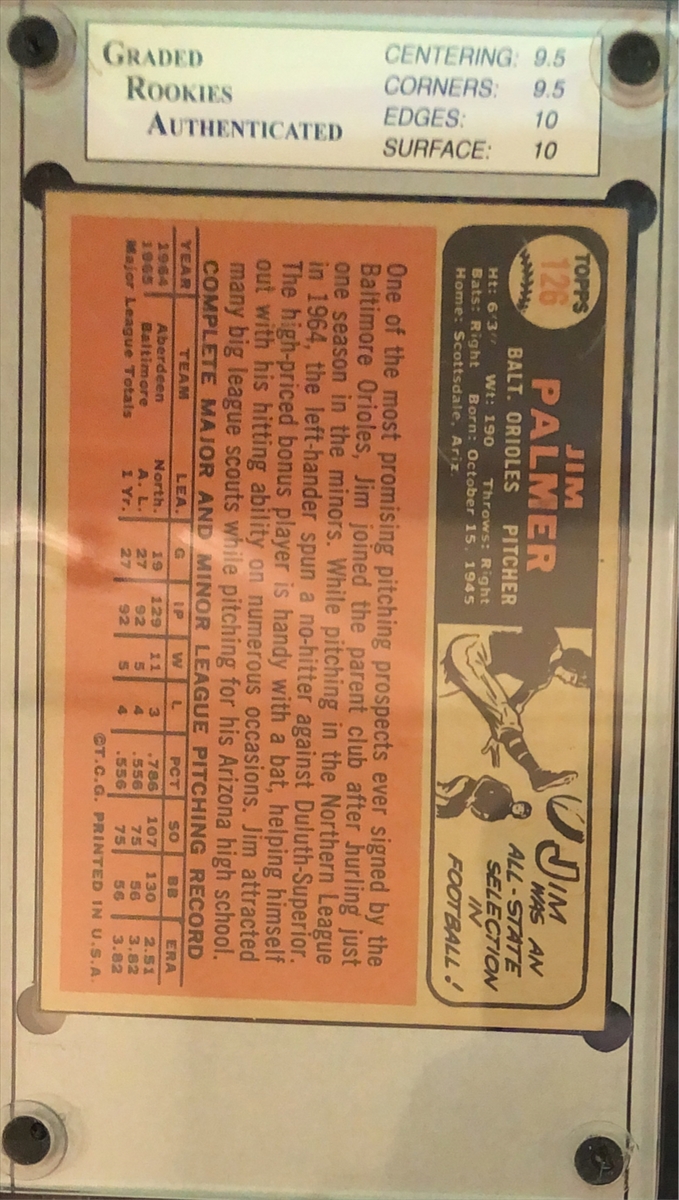 GRADED
ROOKIES
AUTHENTICATED
CENTERING: 9.5
CORNERS: 9.5
EDGES: 10
SURFACE: 10
TOPPS
126
JIM
PALMER
BALT. ORIOLES PITCHER
Ht: 6'3" Wt: 190 Throws: Right
Bats: Right Born: October 15, 1945
Home: Scottsdale, Ariz.
JIM
WAS AN
ALL-STATE
SELECTION
IN
FOOTBALL!
One of the most promising pitching prospects ever signed by the
Baltimore Orioles, Jim joined the parent club after hurling just
one season in the minors. While pitching in the Northern League
in 1964, the left-hander spun a no-hitter against Duluth-Superior.
The high-priced bonus player is handy with a bat, helping himself
out with his hitting ability on numerous occasions. Jim attracted
many big league scouts while pitching for his Arizona high school.
COMPLETE MAJOR AND MINOR LEAGUE PITCHING RECORD
YEAR TEAM LEA. G IP W L PCT SO BB ERA
1964 Aberdeen North. 19 129 11 3 .786 107 130 2.51
1965 Baltimore A. L. 27 92 5 4 .556 75 56 3.82
Major League Totals 1 Yr. 27 92 5 4 .556 75 56 3.82
©T.C.G. PRINTED IN U.S.A.